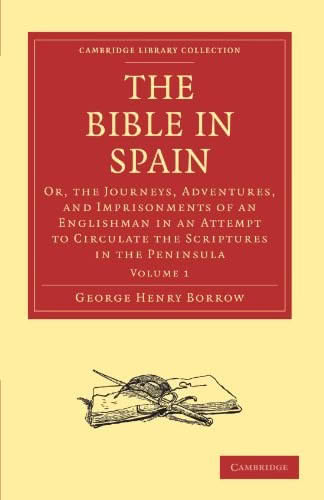 CAMBRIDGE LIBRARY COLLECTION
THE
BIBLE IN
SPAIN
Or, the Journeys, Adventures,
and Imprisonments of an
Englishman in an Attempt
to Circulate the Scriptures
in the Peninsula
Volume 1
George Henry Borrow
CAMBRIDGE